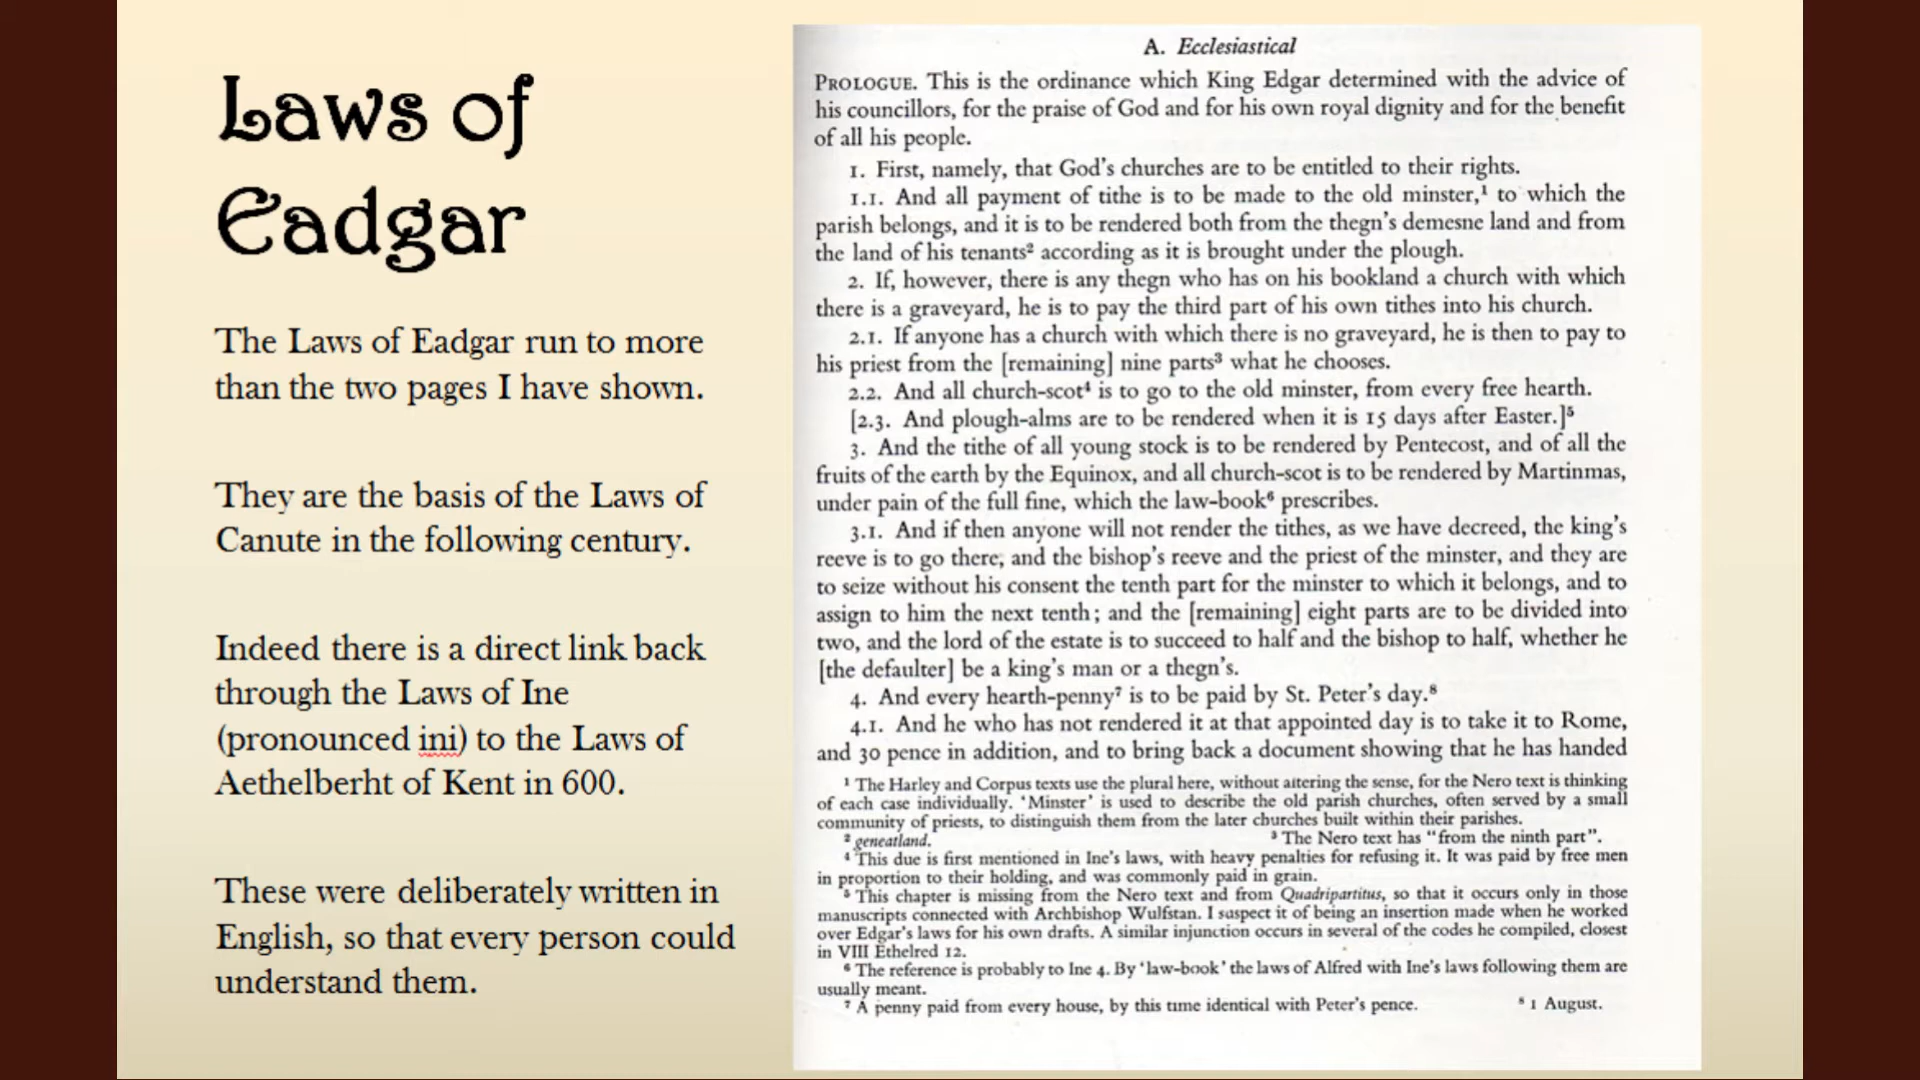 Laws of
Eadgar
The Laws of Eadgar run to more
than the two pages I have shown.
They are the basis of the Laws of
Canute in the following century.
Indeed there is a direct link back
through the Laws of Ine
(pronounced ini) to the Laws of
Aethelberht of Kent in 600.
These were deliberately written in
English, so that every person could
understand them.
A. Ecclesiastical
PROLOGUE. This is the ordinance which King Edgar determined with the advice of
his councillors, for the praise of God and for his own royal dignity and for the benefit
of all his people.
1. First, namely, that God's churches are to be entitled to their rights.
1.1. And all payment of tithe is to be made to the old minster,¹ to which the
parish belongs, and it is to be rendered both from the thegn's demesne land and from
the land of his tenants² according as it is brought under the plough.
2. If, however, there is any thegn who has on his bookland a church with which
there is a graveyard, he is to pay the third part of his own tithes into his church.
2.1. If anyone has a church with which there is no graveyard, he is then to pay to
his priest from the [remaining] nine parts³ what he chooses.
2.2. And all church-scot⁴ is to go to the old minster, from every free hearth.
[2.3. And plough-alms are to be rendered when it is 15 days after Easter.]⁵
3. And the tithe of all young stock is to be rendered by Pentecost, and of all the
fruits of the earth by the Equinox, and all church-scot is to be rendered by Martinmas,
under pain of the full fine, which the law-book⁶ prescribes.
3.1. And if then anyone will not render the tithes, as we have decreed, the king's
reeve is to go there, and the bishop's reeve and the priest of the minster, and they are
to seize without his consent the tenth part for the minster to which it belongs, and to
assign to him the next tenth; and the [remaining] eight parts are to be divided into
two, and the lord of the estate is to succeed to half and the bishop to half, whether he
[the defaulter] be a king's man or a thegn's.
4. And every hearth-penny⁷ is to be paid by St. Peter's day.⁸
4.1. And he who has not rendered it at that appointed day is to take it to Rome,
and 30 pence in addition, and to bring back a document showing that he has handed
¹ The Harley and Corpus texts use the plural here, without altering the sense, for the Nero text is thinking
of each case individually. 'Minster' is used to describe the old parish churches, often served by a small
community of priests, to distinguish them from the later churches built within their parishes.
² geneatland. ³ The Nero text has "from the ninth part".
⁴ This due is first mentioned in Ine's laws, with heavy penalties for refusing it. It was paid by free men
in proportion to their holding, and was commonly paid in grain.
⁵ This chapter is missing from the Nero text and from Quadripartitus, so that it occurs only in those
manuscripts connected with Archbishop Wulfstan. I suspect it of being an insertion made when he worked
over Edgar's laws for his own drafts. A similar injunction occurs in several of the codes he compiled, closest
in VIII Ethelred 12.
⁶ The reference is probably to Ine 4. By 'law-book' the laws of Alfred with Ine's laws following them are
usually meant.
⁷ A penny paid from every house, by this time identical with Peter's pence. ⁸ 1 August.